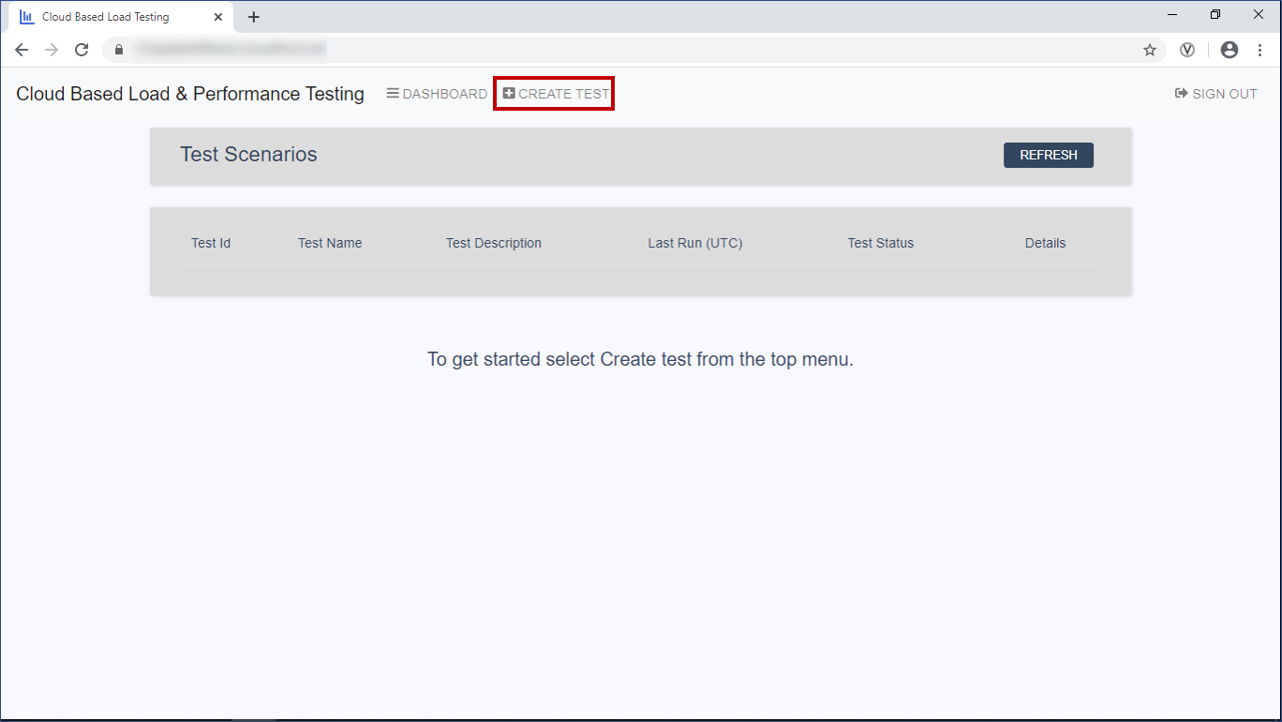 Cloud Based Load Testing
Cloud Based Load & Performance Testing DASHBOARD CREATE TEST SIGN OUT
Test Scenarios REFRESH
Test Id Test Name Test Description Last Run (UTC) Test Status Details
To get started select Create test from the top menu.